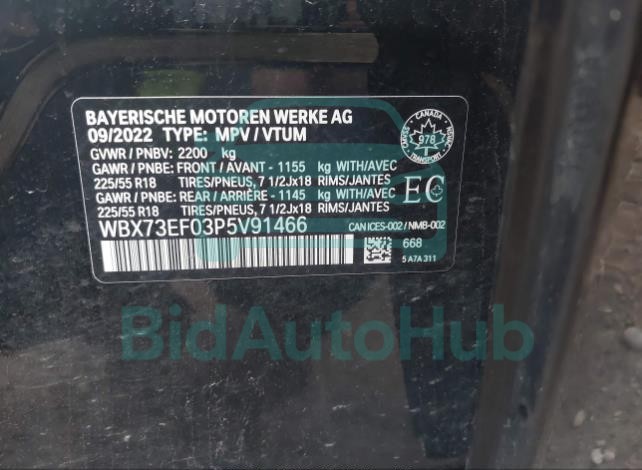 BAYERISCHE MOTOREN WERKE AG
09/2022 TYPE: MPV / VTUM
GVWR / PNBV: 2200 kg
GAWR / PNBE: FRONT / AVANT - 1155 kg WITH/AVEC
225/55 R18 TIRES/PNEUS, 7 1/2Jx18 RIMS/JANTES
GAWR / PNBE: REAR / ARRIÈRE - 1145 kg WITH/AVEC
225/55 R18 TIRES/PNEUS, 7 1/2Jx18 RIMS/JANTES
WBX73EF03P5V91466
CANADA
978
TRANSPORT
EC
CAN ICES-002 / NMB-002
668
5 A7A 311
BidAutoHub